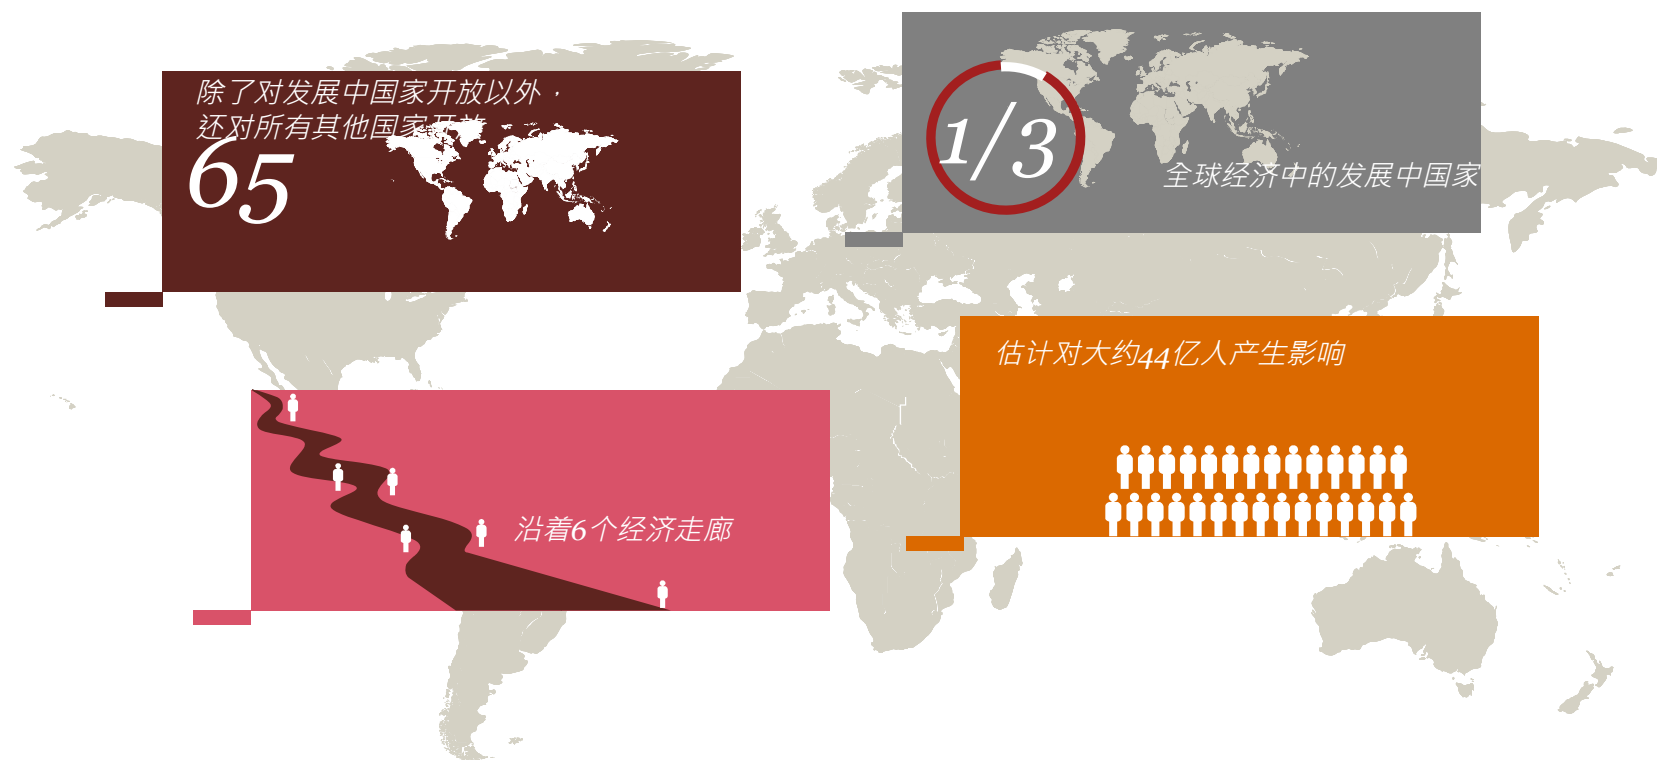 除了对发展中国家开放以外，
还对所有其他国家开放
65
1/3
全球经济中的发展中国家
估计对大约44亿人产生影响
沿着6个经济走廊